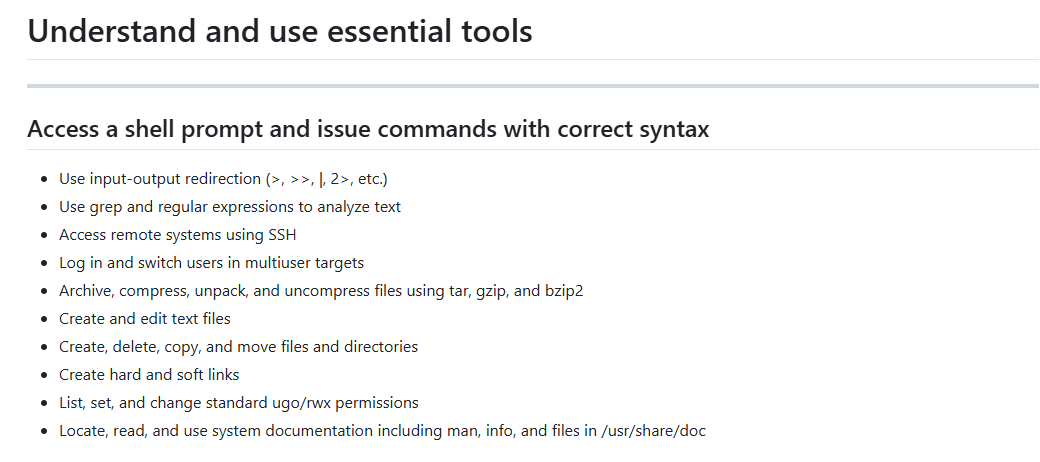 Understand and use essential tools
Access a shell prompt and issue commands with correct syntax
Use input-output redirection (>, >>, |, 2>, etc.)
Use grep and regular expressions to analyze text
Access remote systems using SSH
Log in and switch users in multiuser targets
Archive, compress, unpack, and uncompress files using tar, gzip, and bzip2
Create and edit text files
Create, delete, copy, and move files and directories
Create hard and soft links
List, set, and change standard ugo/rwx permissions
Locate, read, and use system documentation including man, info, and files in /usr/share/doc